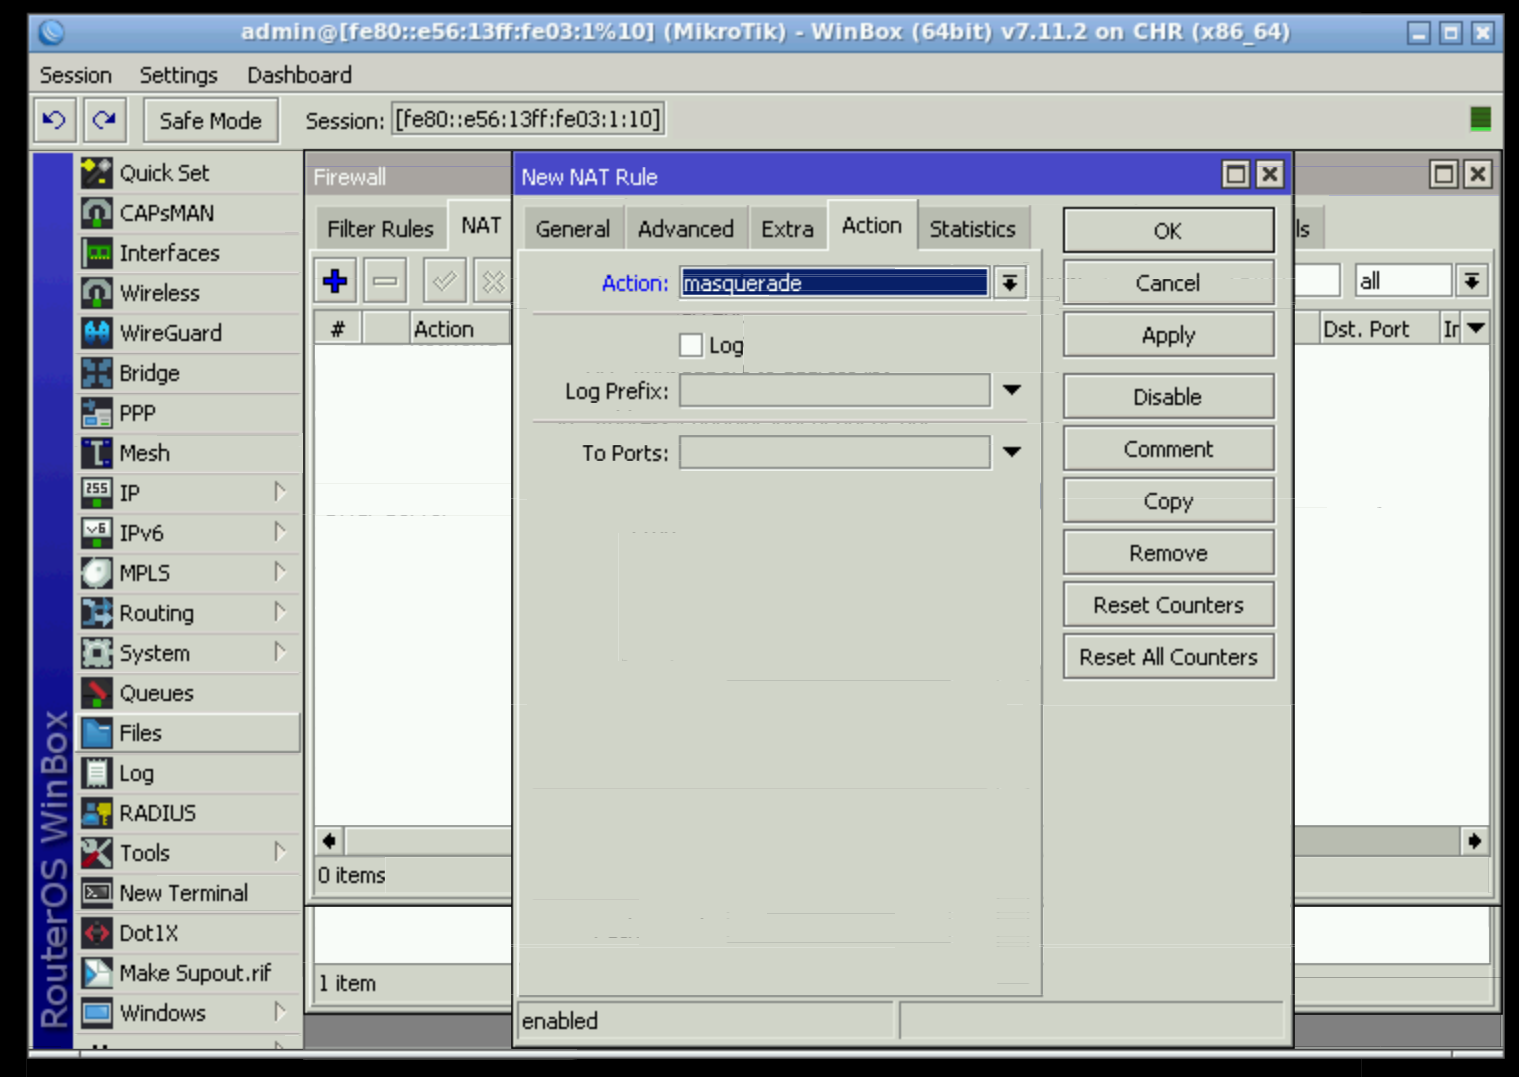 admin@[fe80::e56:13ff:fe03:1%10] (MikroTik) - WinBox (64bit) v7.11.2 on CHR (x86_64)
Session Settings Dashboard
Safe Mode Session: [fe80::e56:13ff:fe03:1:10]
RouterOS WinBox
Quick Set
CAPsMAN
Interfaces
Wireless
WireGuard
Bridge
PPP
Mesh
IP
IPv6
MPLS
Routing
System
Queues
Files
Log
RADIUS
Tools
New Terminal
Dot1X
Make Supout.rif
Windows
Firewall
Filter Rules NAT
# Action
0 items
1 item
New NAT Rule
General Advanced Extra Action Statistics
Action: masquerade
Log
Log Prefix:
To Ports:
enabled
OK
Cancel
Apply
Disable
Comment
Copy
Remove
Reset Counters
Reset All Counters
ls
all
Dst. Port